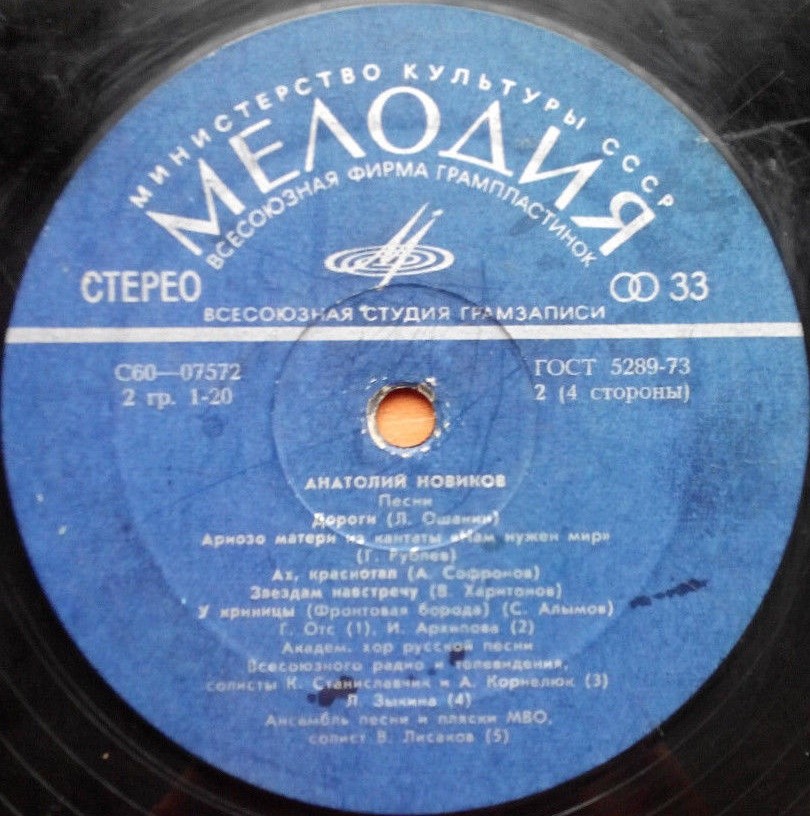 МИНИСТЕРСТВО КУЛЬТУРЫ СССР
МЕЛОДИЯ
ВСЕСОЮЗНАЯ ФИРМА ГРАМПЛАСТИНОК
СТЕРЕО 33
ВСЕСОЮЗНАЯ СТУДИЯ ГРАМЗАПИСИ
С60—07572 ГОСТ 5289-73
2 гр. 1-20 2 (4 стороны)
АНАТОЛИЙ НОВИКОВ
Песни
Дороги (Л. Ошанин)
Ариозо матери из кантаты «Нам нужен мир»
(Г. Рублев)
Ах, краснотал (А. Софронов)
Звездам навстречу (В. Харитонов)
У криницы (Фронтовая борода) (С. Алымов)
Г. Отс (1), И. Архипова (2)
Академ. хор русской песни
Всесоюзного радио и телевидения,
солисты К. Станиславчик и А. Корнелюк (3)
Л. Зыкина (4)
Ансамбль песни и пляски МВО,
солист В. Лисаков (5)